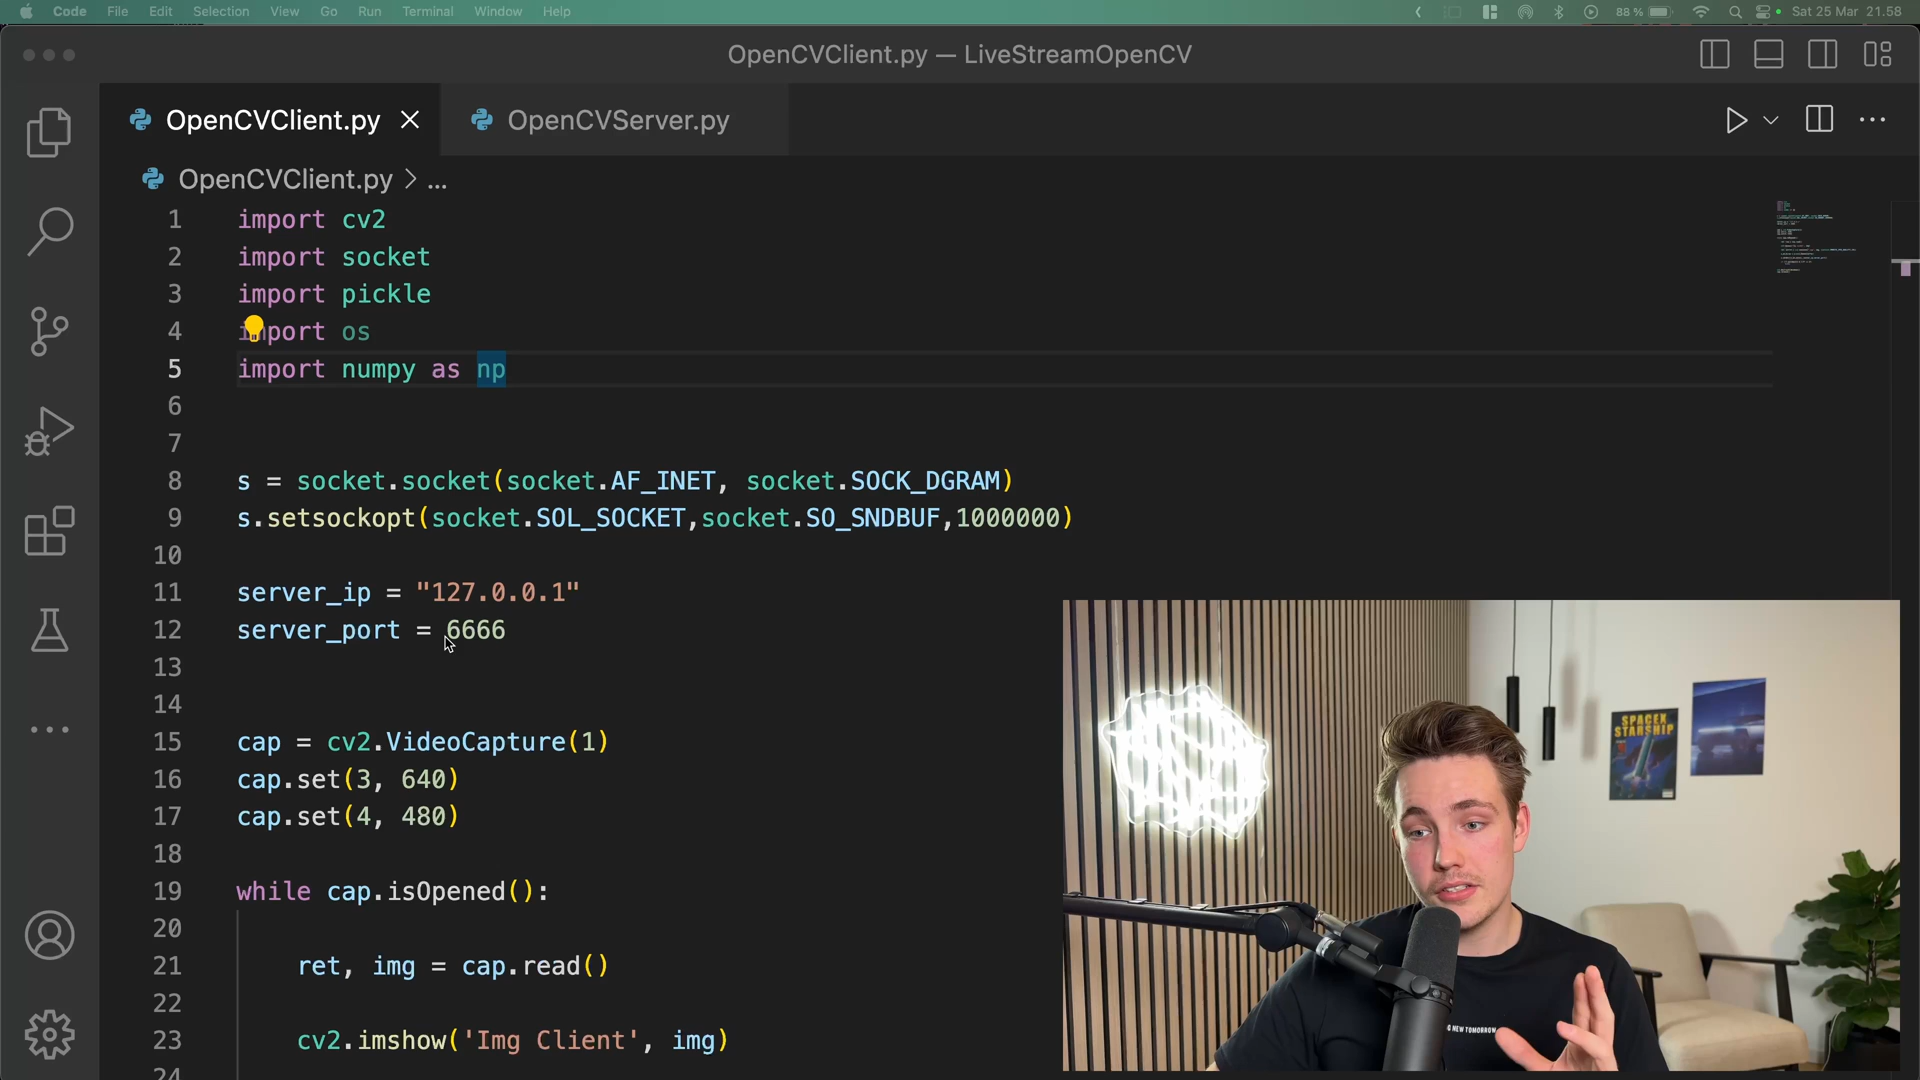 Code File Edit Selection View Go Run Terminal Window Help 88 % Sat 25 Mar 21.58
OpenCVClient.py — LiveStreamOpenCV
OpenCVClient.py OpenCVServer.py
OpenCVClient.py > ...
1 import cv2
2 import socket
3 import pickle
4 import os
5 import numpy as np
6
7
8 s = socket.socket(socket.AF_INET, socket.SOCK_DGRAM)
9 s.setsockopt(socket.SOL_SOCKET,socket.SO_SNDBUF,1000000)
10
11 server_ip = "127.0.0.1"
12 server_port = 6666
13
14
15 cap = cv2.VideoCapture(1)
16 cap.set(3, 640)
17 cap.set(4, 480)
18
19 while cap.isOpened():
20
21 ret, img = cap.read()
22
23 cv2.imshow('Img Client', img)
24
SPACEX
STARSHIP
NEW TOMORROW